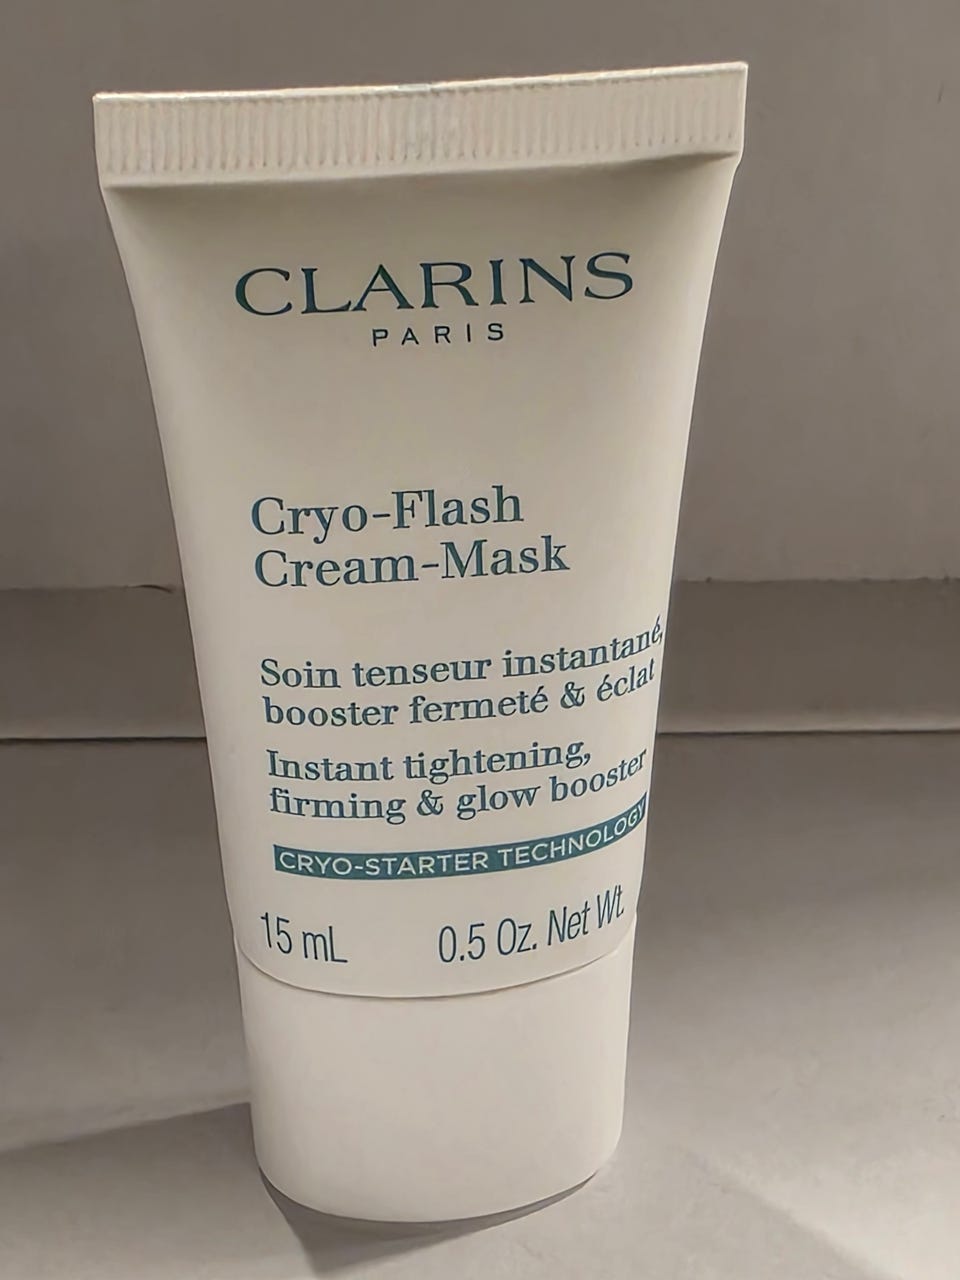 CLARINS
PARIS
Cryo-Flash
Cream-Mask
Soin tenseur instantané,
booster fermeté & éclat
Instant tightening,
firming & glow booster
CRYO-STARTER TECHNOLOGY
15 mL 0.5 Oz. Net Wt.